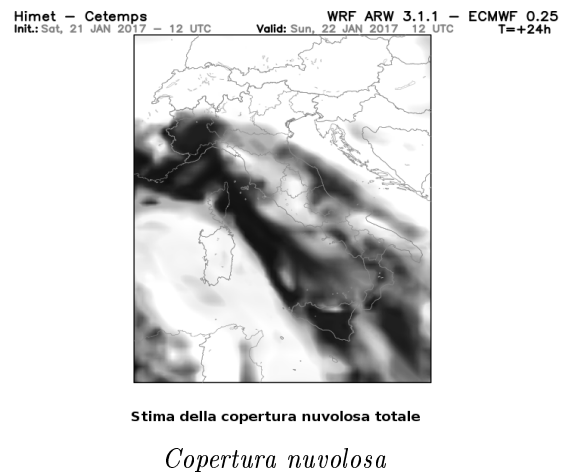 Himet – Cetemps WRF ARW 3.1.1 – ECMWF 0.25
Init.: Sat, 21 JAN 2017 – 12 UTC Valid: Sun, 22 JAN 2017 12 UTC T=+24h
Stima della copertura nuvolosa totale
Copertura nuvolosa